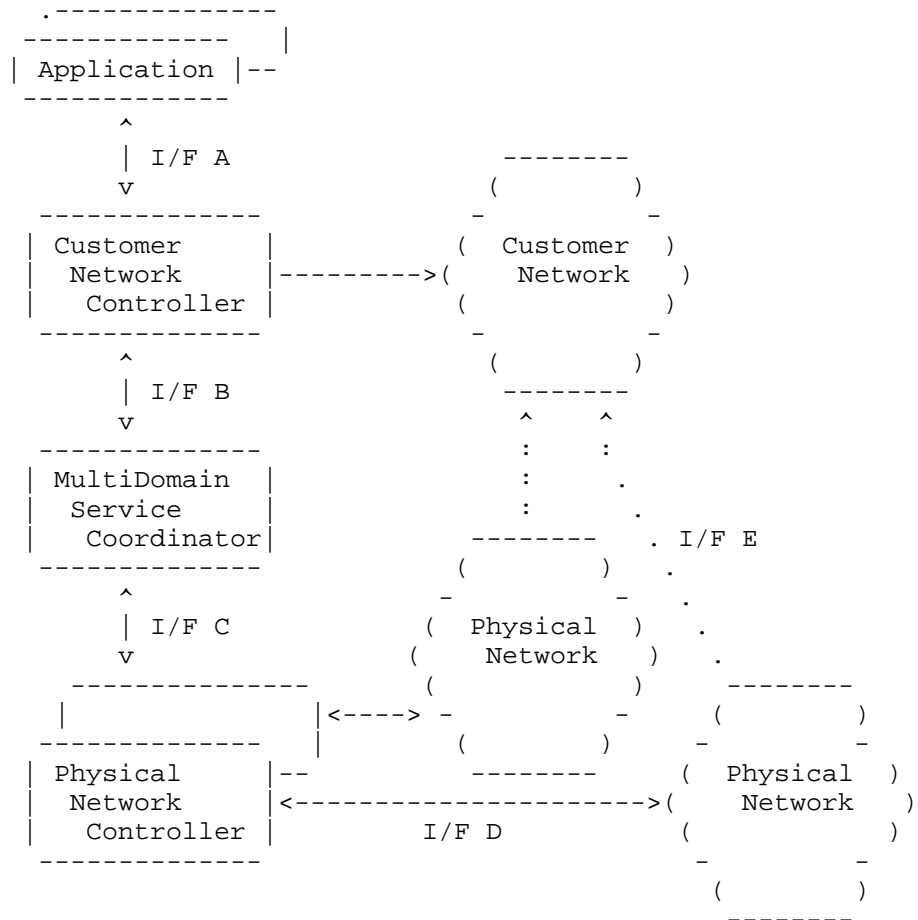 Application
I/F A
Customer Network Controller
Customer Network
I/F B
MultiDomain Service Coordinator
I/F E
I/F C
Physical Network
Physical Network Controller
Physical Network
I/F D